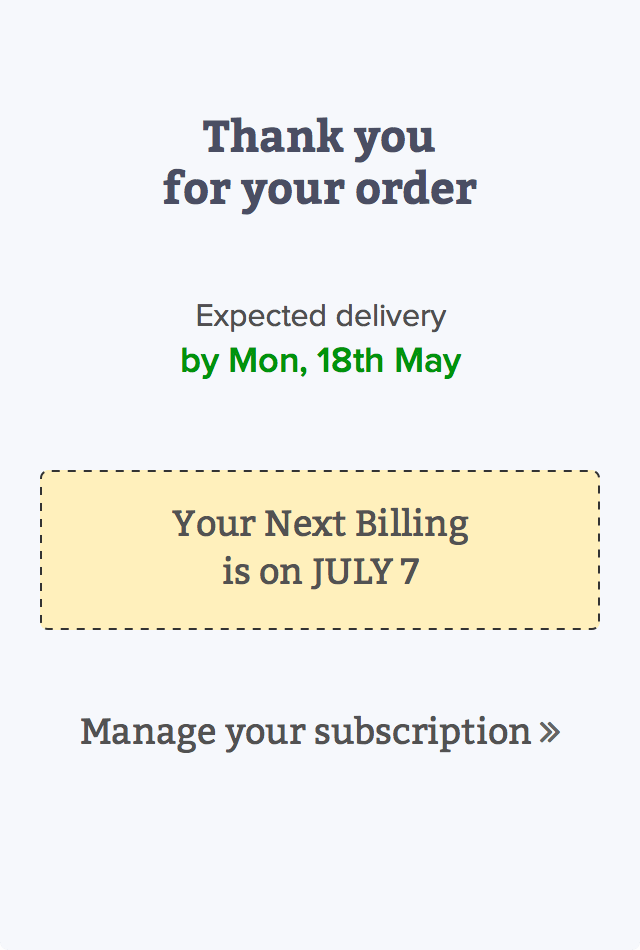 Thank you
for your order
Expected delivery
by Mon, 18th May
Your Next Billing
is on JULY 7
Manage your subscription »